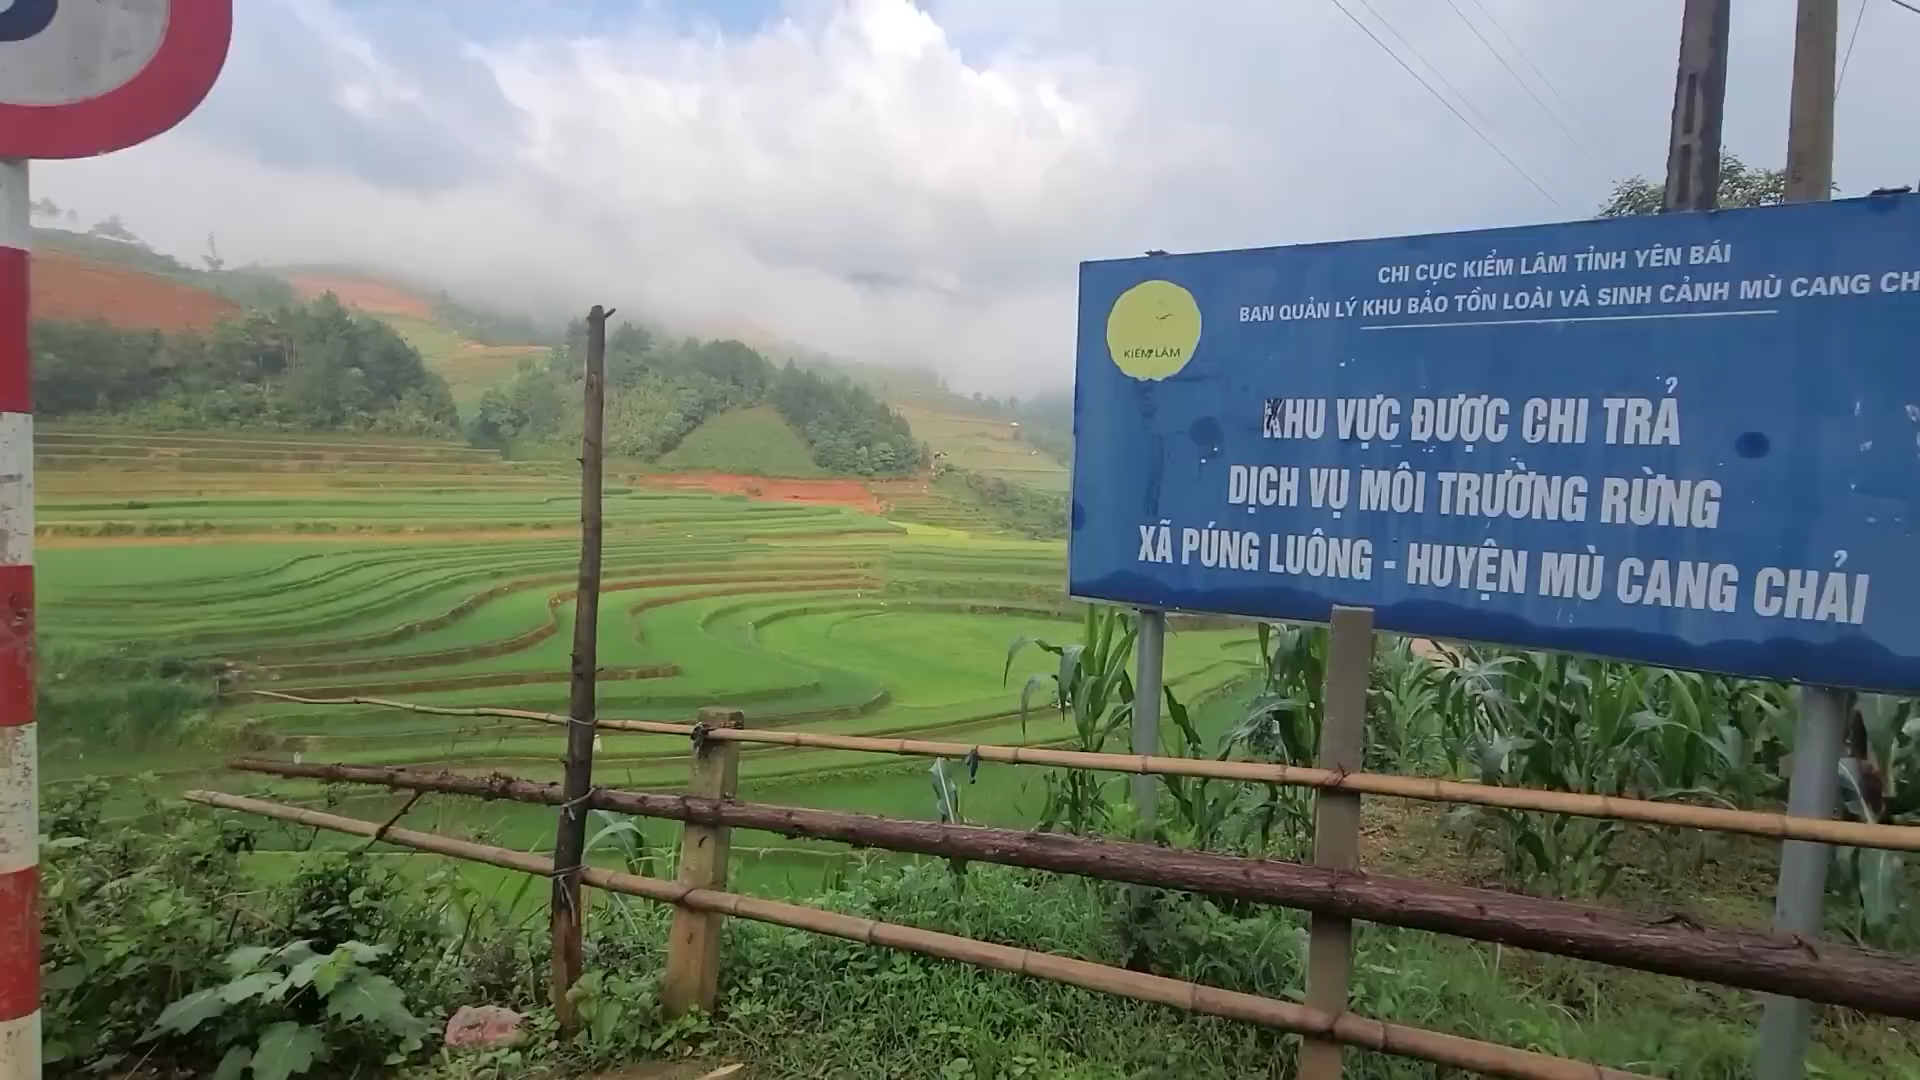 CHI CỤC KIỂM LÂM TỈNH YÊN BÁI
BAN QUẢN LÝ KHU BẢO TỒN LOÀI VÀ SINH CẢNH MÙ CANG CH
KIỂM LÂM
KHU VỰC ĐƯỢC CHI TRẢ
DỊCH VỤ MÔI TRƯỜNG RỪNG
XÃ PÚNG LUÔNG - HUYỆN MÙ CANG CHẢI